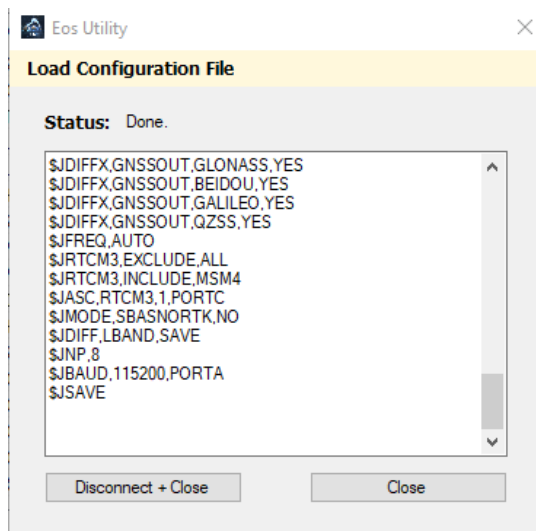 Eos Utility
Load Configuration File
Status: Done.
$JDIFFX,GNSSOUT,GLONASS,YES
$JDIFFX,GNSSOUT,BEIDOU,YES
$JDIFFX,GNSSOUT,GALILEO,YES
$JDIFFX,GNSSOUT,QZSS,YES
$JFREQ,AUTO
$JRTCM3,EXCLUDE,ALL
$JRTCM3,INCLUDE,MSM4
$JASC,RTCM3,1,PORTC
$JMODE,SBASNORTK,NO
$JDIFF,LBAND,SAVE
$JNP,8
$JBAUD,115200,PORTA
$JSAVE
Disconnect + Close
Close